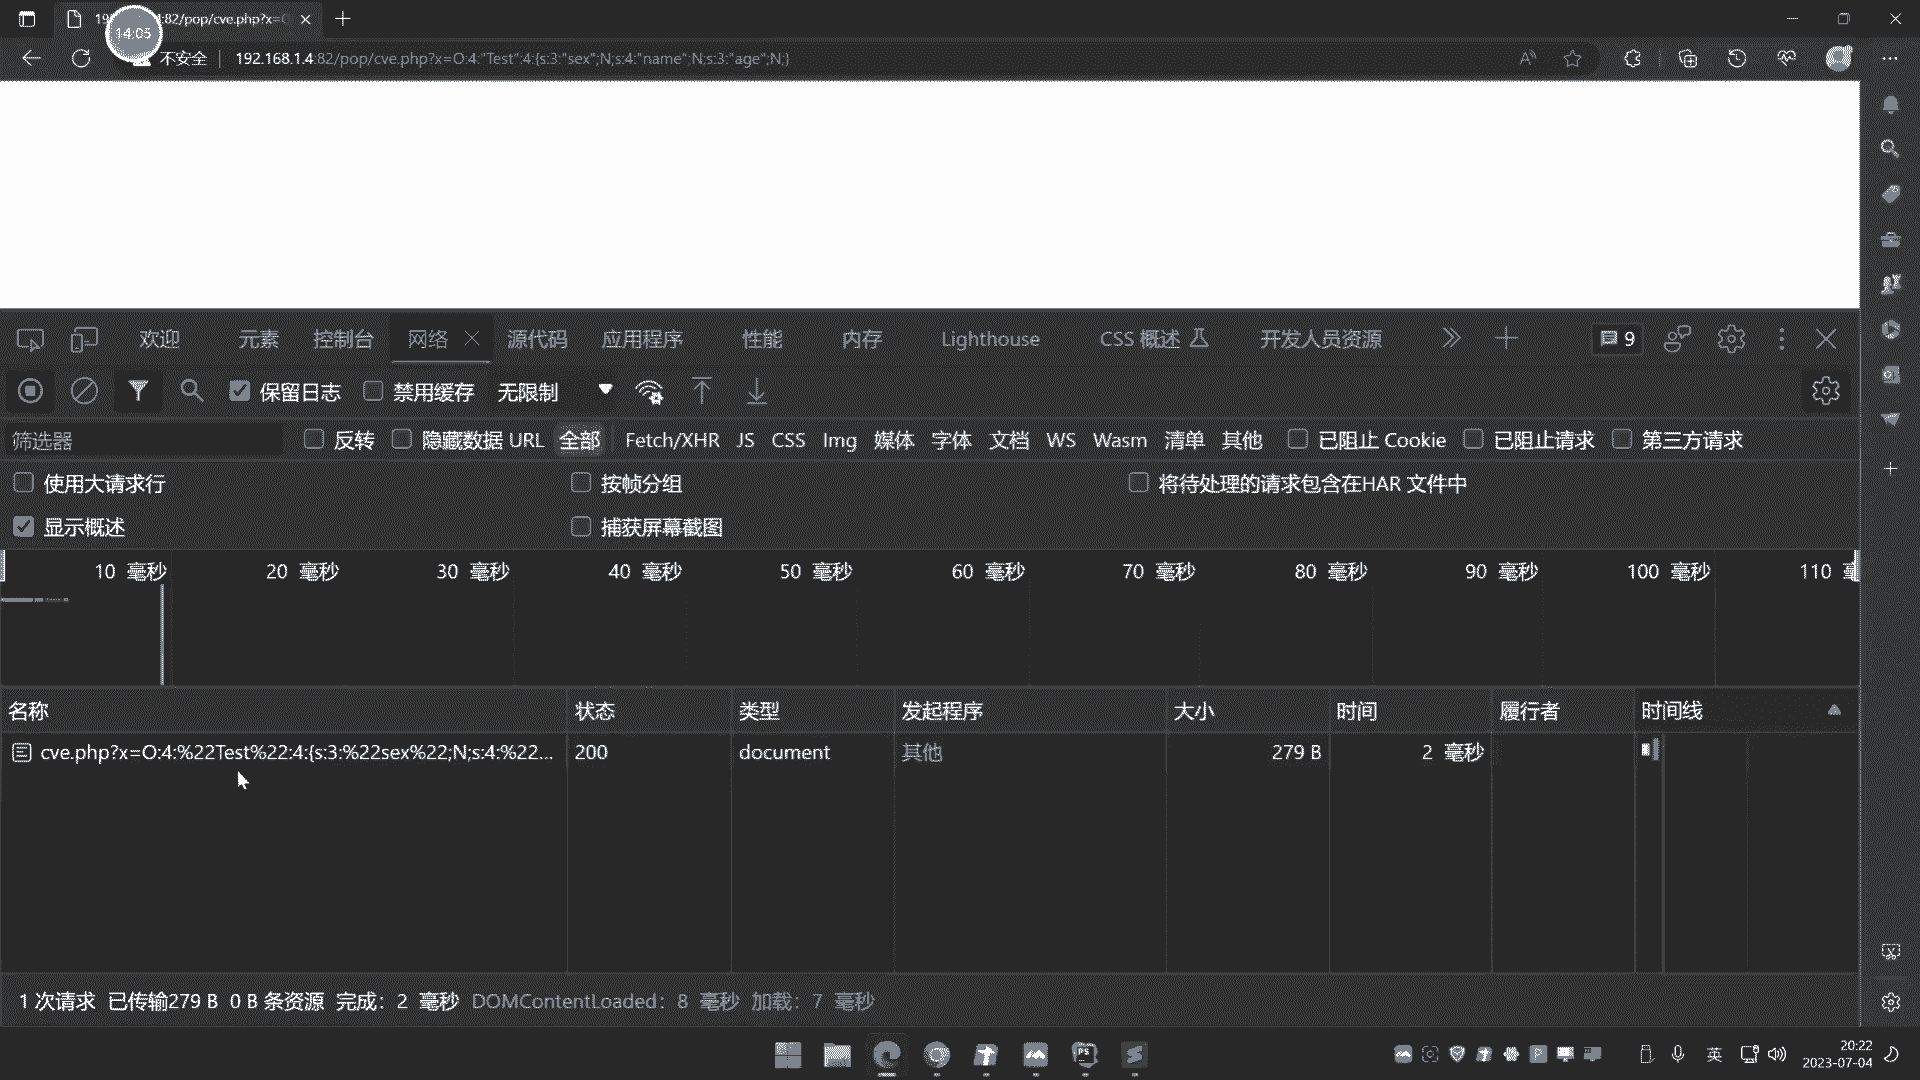 :82/pop/cve.php?x=
14:05
不安全
192.168.1.4:82/pop/cve.php?x=O:4:"Test":4:{s:3:"sex";N;s:4:"name";N;s:3:"age";N;}
欢迎 元素 控制台 网络 源代码 应用程序 性能 内存 Lighthouse CSS 概述 开发人员资源 9
保留日志 禁用缓存 无限制
筛选器 反转 隐藏数据 URL 全部 Fetch/XHR JS CSS Img 媒体 字体 文档 WS Wasm 清单 其他 已阻止 Cookie 已阻止请求 第三方请求
使用大请求行 按帧分组 将待处理的请求包含在HAR 文件中
显示概述 捕获屏幕截图
10 毫秒 20 毫秒 30 毫秒 40 毫秒 50 毫秒 60 毫秒 70 毫秒 80 毫秒 90 毫秒 100 毫秒 110
名称 状态 类型 发起程序 大小 时间 履行者 时间线
cve.php?x=O:4:%22Test%22:4:{s:3:%22sex%22;N;s:4:%22... 200 document 其他 279 B 2 毫秒
1 次请求 已传输279 B 0 B 条资源 完成: 2 毫秒 DOMContentLoaded: 8 毫秒 加载: 7 毫秒
英
20:22
2023-07-04